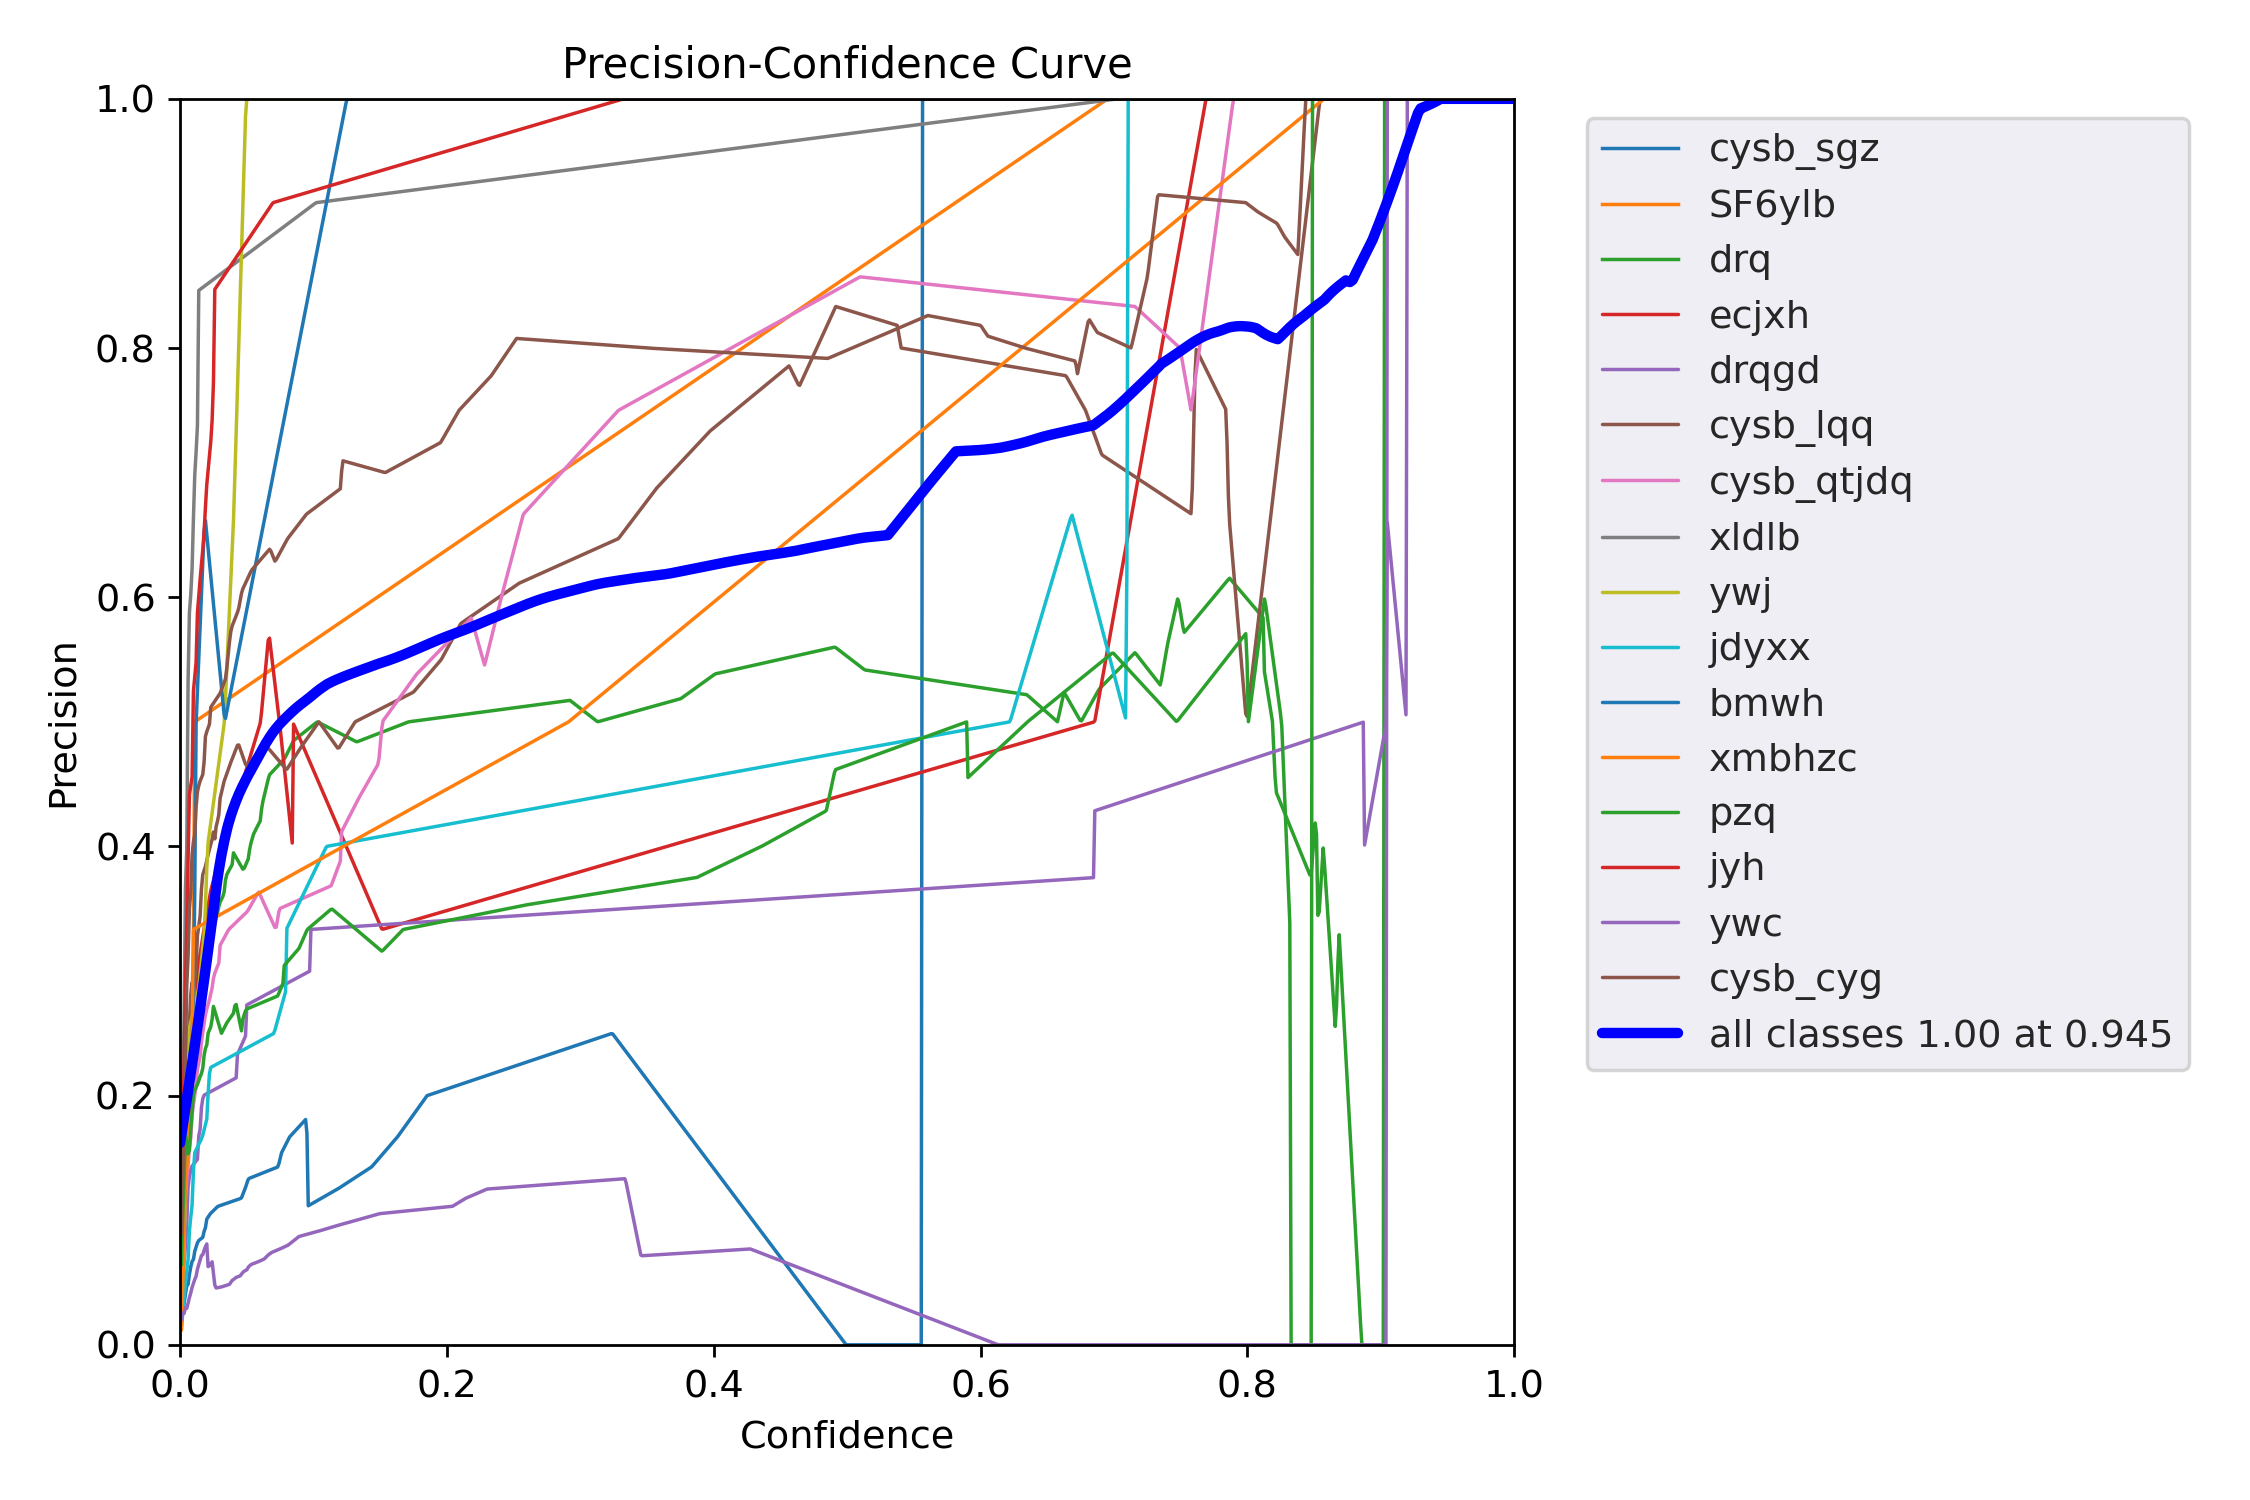 Precision-Confidence Curve
1.0
0.8
0.6
0.4
0.2
0.0
Precision
0.0 0.2 0.4 0.6 0.8 1.0
Confidence
cysb_sgz
SF6ylb
drq
ecjxh
drqgd
cysb_lqq
cysb_qtjdq
xldlb
ywj
jdyxx
bmwh
xmbhzc
pzq
jyh
ywc
cysb_cyg
all classes 1.00 at 0.945